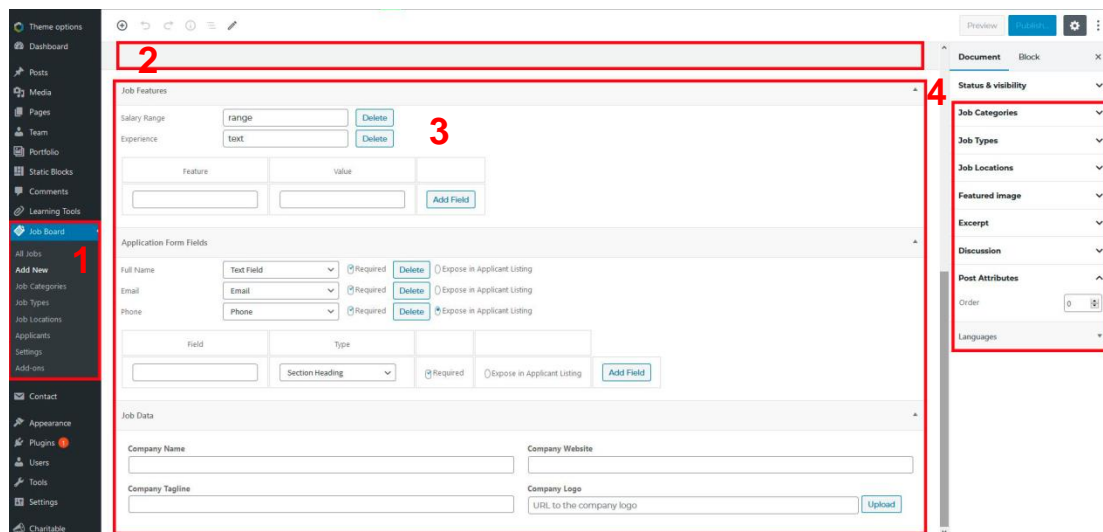 Theme options
Dashboard
Posts
Media
Pages
Team
Portfolio
Static Blocks
Comments
Learning Tools
Job Board
1
All Jobs
Add New
Job Categories
Job Types
Job Locations
Applicants
Settings
Add-ons
Contact
Appearance
Plugins 1
Users
Tools
Settings
Charitable
Preview Publish...
2
Job Features
3
Salary Range range Delete
Experience text Delete
Feature Value
Add Field
Application Form Fields
Full Name Text Field Required Delete Expose in Applicant Listing
Email Email Required Delete Expose in Applicant Listing
Phone Phone Required Delete Expose in Applicant Listing
Field Type
Section Heading Required Expose in Applicant Listing Add Field
Job Data
Company Name Company Website
Company Tagline Company Logo
URL to the company logo Upload
4
Document Block
Status & visibility
Job Categories
Job Types
Job Locations
Featured image
Excerpt
Discussion
Post Attributes
Order 0
Languages